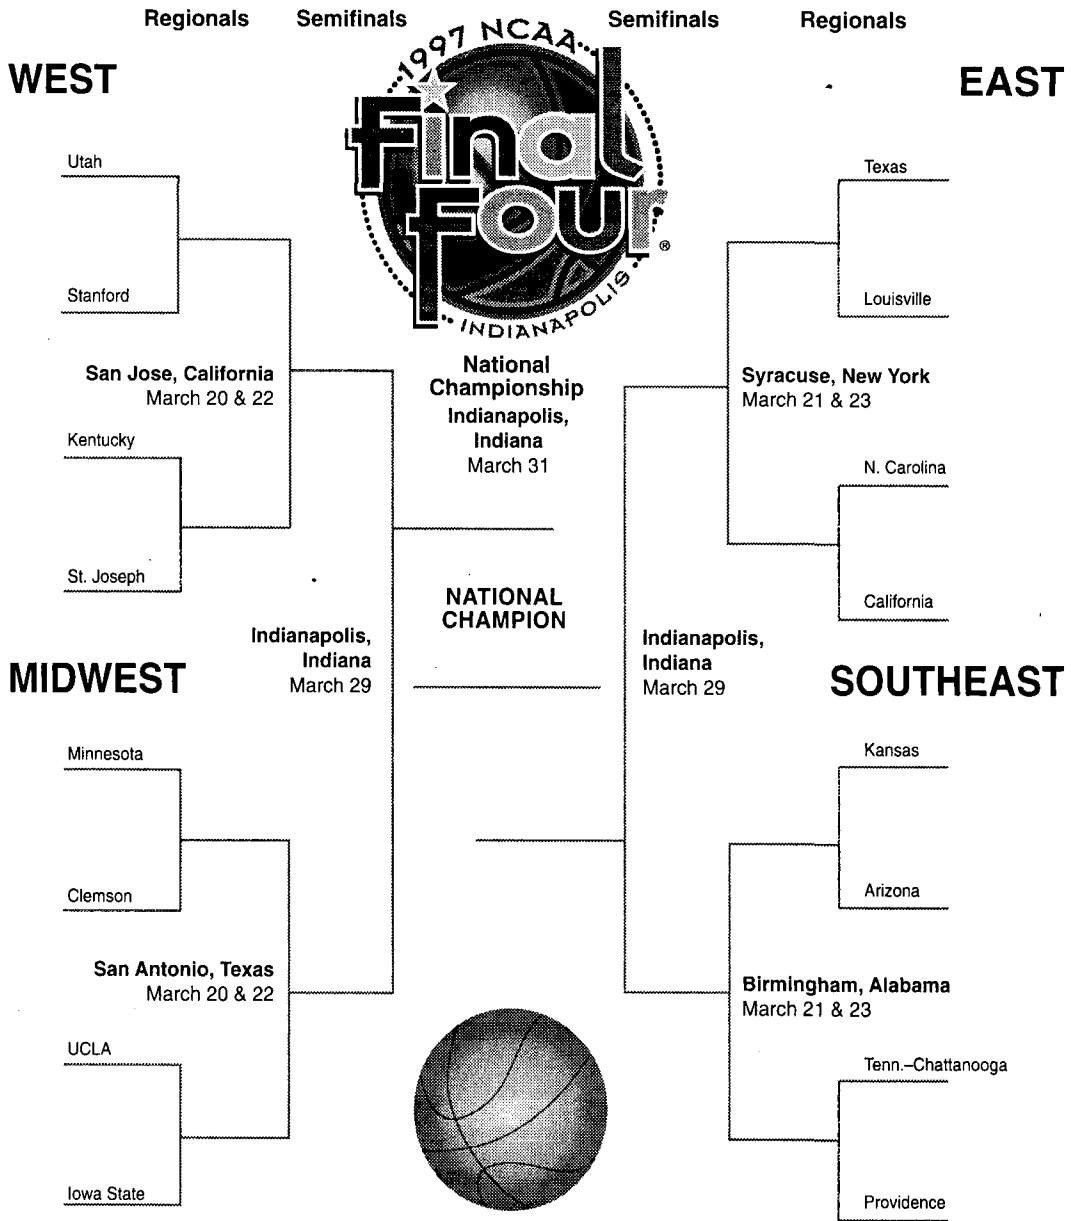 Regionals
Semifinals
Semifinals
Regionals
1997 NCAA
Final
Four
®
INDIANAPOLIS
WEST
Utah
Stanford
San Jose, California
March 20 & 22
Kentucky
St. Joseph
MIDWEST
Minnesota
Clemson
San Antonio, Texas
March 20 & 22
UCLA
Iowa State
Indianapolis,
Indiana
March 29
National
Championship
Indianapolis,
Indiana
March 31
NATIONAL
CHAMPION
Indianapolis,
Indiana
March 29
EAST
Texas
Louisville
Syracuse, New York
March 21 & 23
N. Carolina
California
SOUTHEAST
Kansas
Arizona
Birmingham, Alabama
March 21 & 23
Tenn.–Chattanooga
Providence